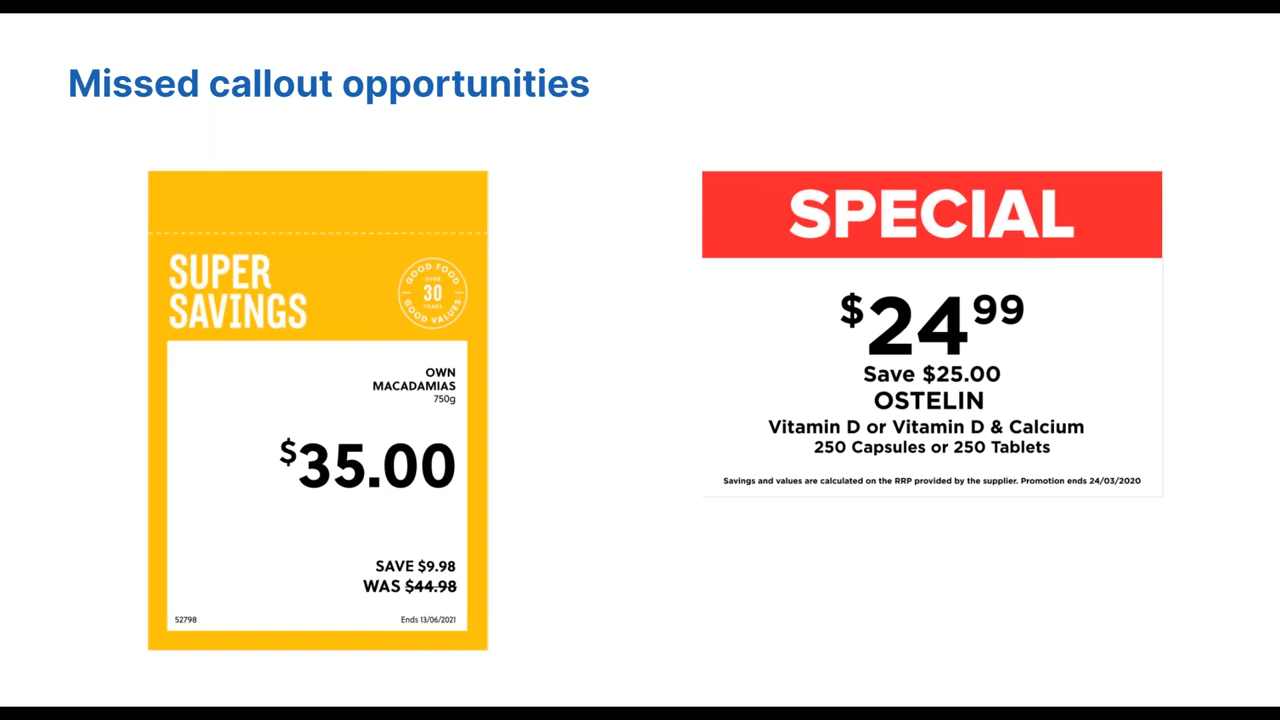 Missed callout opportunities
SUPER
SAVINGS
GOOD FOOD
OVER
30
YEARS
GOOD VALUES
OWN
MACADAMIAS
750g
$35.00
SAVE $9.98
WAS $44.98
52798
Ends 13/06/2021
SPECIAL
$24 99
Save $25.00
OSTELIN
Vitamin D or Vitamin D & Calcium
250 Capsules or 250 Tablets
Savings and values are calculated on the RRP provided by the supplier. Promotion ends 24/03/2020